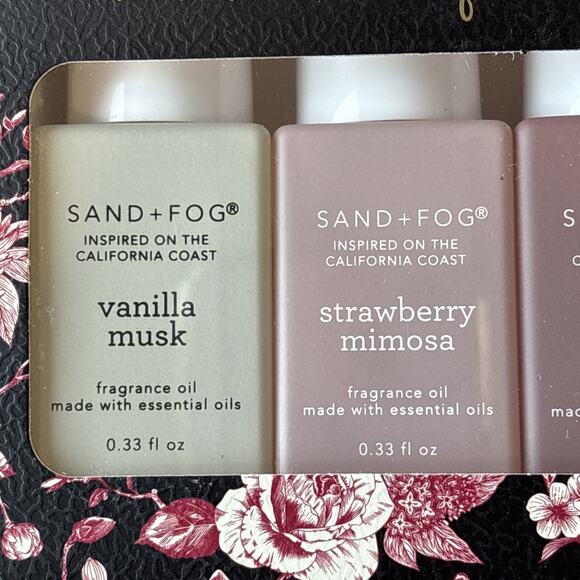 SAND+FOG®
INSPIRED ON THE
CALIFORNIA COAST
vanilla
musk
fragrance oil
made with essential oils
0.33 fl oz
SAND+FOG®
INSPIRED ON THE
CALIFORNIA COAST
strawberry
mimosa
fragrance oil
made with essential oils
0.33 fl oz
S
C
mad